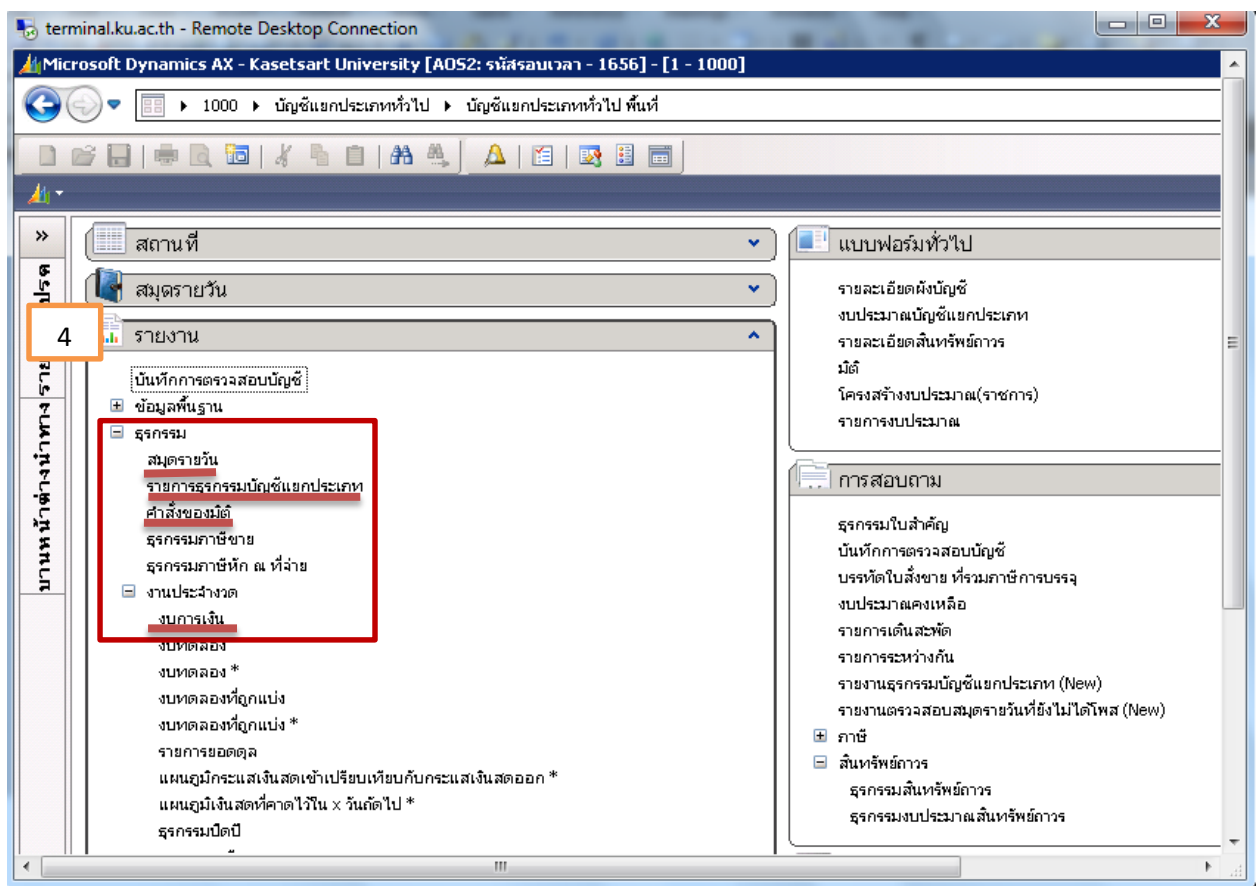 terminal.ku.ac.th - Remote Desktop Connection
Microsoft Dynamics AX - Kasetsart University [AOS2: รหัสรอบเวลา - 1656] - [1 - 1000]
1000 บัญชีแยกประเภททั่วไป บัญชีแยกประเภททั่วไป พื้นที่
สถานที่
สมุดรายวัน
4
รายงาน
บันทึกการตรวจสอบบัญชี
ข้อมูลพื้นฐาน
ธุรกรรม
สมุดรายวัน
รายการธุรกรรมบัญชีแยกประเภท
คำสั่งของมิติ
ธุรกรรมภาษีขาย
ธุรกรรมภาษีหัก ณ ที่จ่าย
งานประจำงวด
งบการเงิน
งบทดลอง
งบทดลอง *
งบทดลองที่ถูกแบ่ง
งบทดลองที่ถูกแบ่ง *
รายการยอดดุล
แผนภูมิกระแสเงินสดเข้าเปรียบเทียบกับกระแสเงินสดออก *
แผนภูมิเงินสดที่คาดไว้ใน x วันถัดไป *
ธุรกรรมปิดปี
แบบฟอร์มทั่วไป
รายละเอียดผังบัญชี
งบประมาณบัญชีแยกประเภท
รายละเอียดสินทรัพย์ถาวร
มิติ
โครงสร้างงบประมาณ(ราชการ)
รายการงบประมาณ
การสอบถาม
ธุรกรรมใบสำคัญ
บันทึกการตรวจสอบบัญชี
บรรทัดใบสั่งขาย ที่รวมภาษีการบรรจุ
งบประมาณคงเหลือ
รายการเดินสะพัด
รายการระหว่างกัน
รายงานธุรกรรมบัญชีแยกประเภท (New)
รายงานตรวจสอบสมุดรายวันที่ยังไม่ได้โพส (New)
ภาษี
สินทรัพย์ถาวร
ธุรกรรมสินทรัพย์ถาวร
ธุรกรรมงบประมาณสินทรัพย์ถาวร
บานหน้าต่างนำทาง